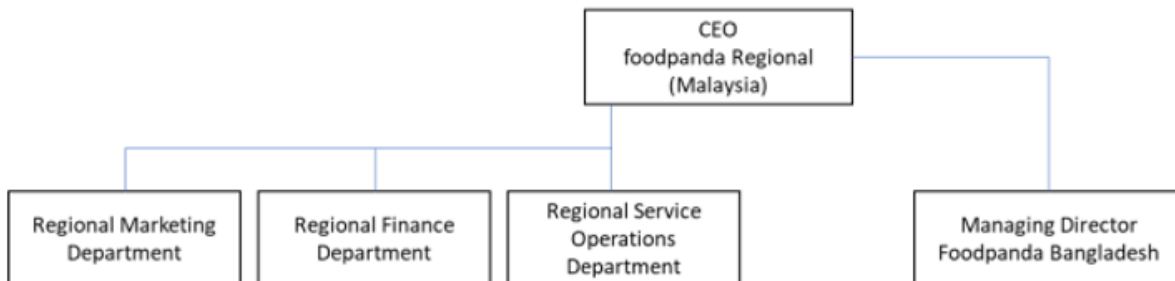 CEO
foodpanda Regional
(Malaysia)
Regional Marketing
Department
Regional Finance
Department
Regional Service
Operations
Department
Managing Director
Foodpanda Bangladesh